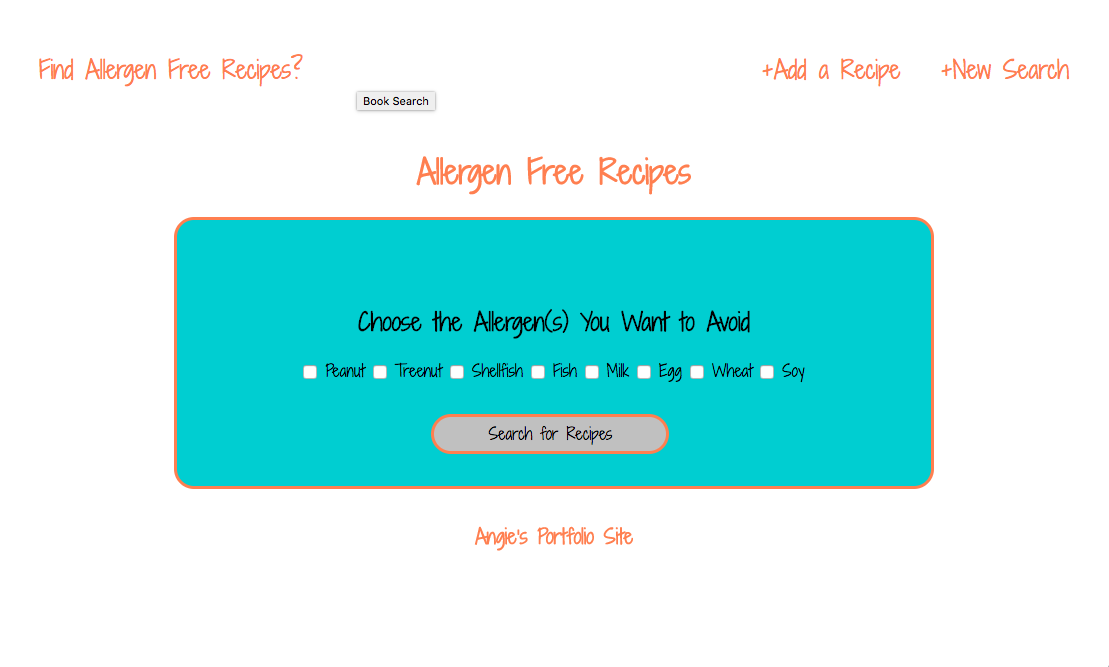 Find Allergen Free Recipes? +Add a Recipe +New Search
Book Search
Allergen Free Recipes
Choose the Allergen(s) You Want to Avoid
Peanut Treenut Shellfish Fish Milk Egg Wheat Soy
Search for Recipes
Angie's Portfolio Site